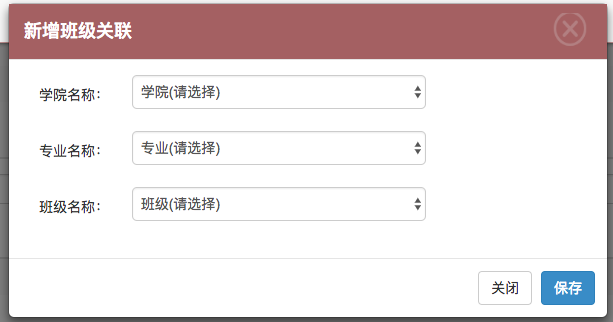 新增班级关联
学院名称：
学院(请选择)
专业名称：
专业(请选择)
班级名称：
班级(请选择)
关闭
保存